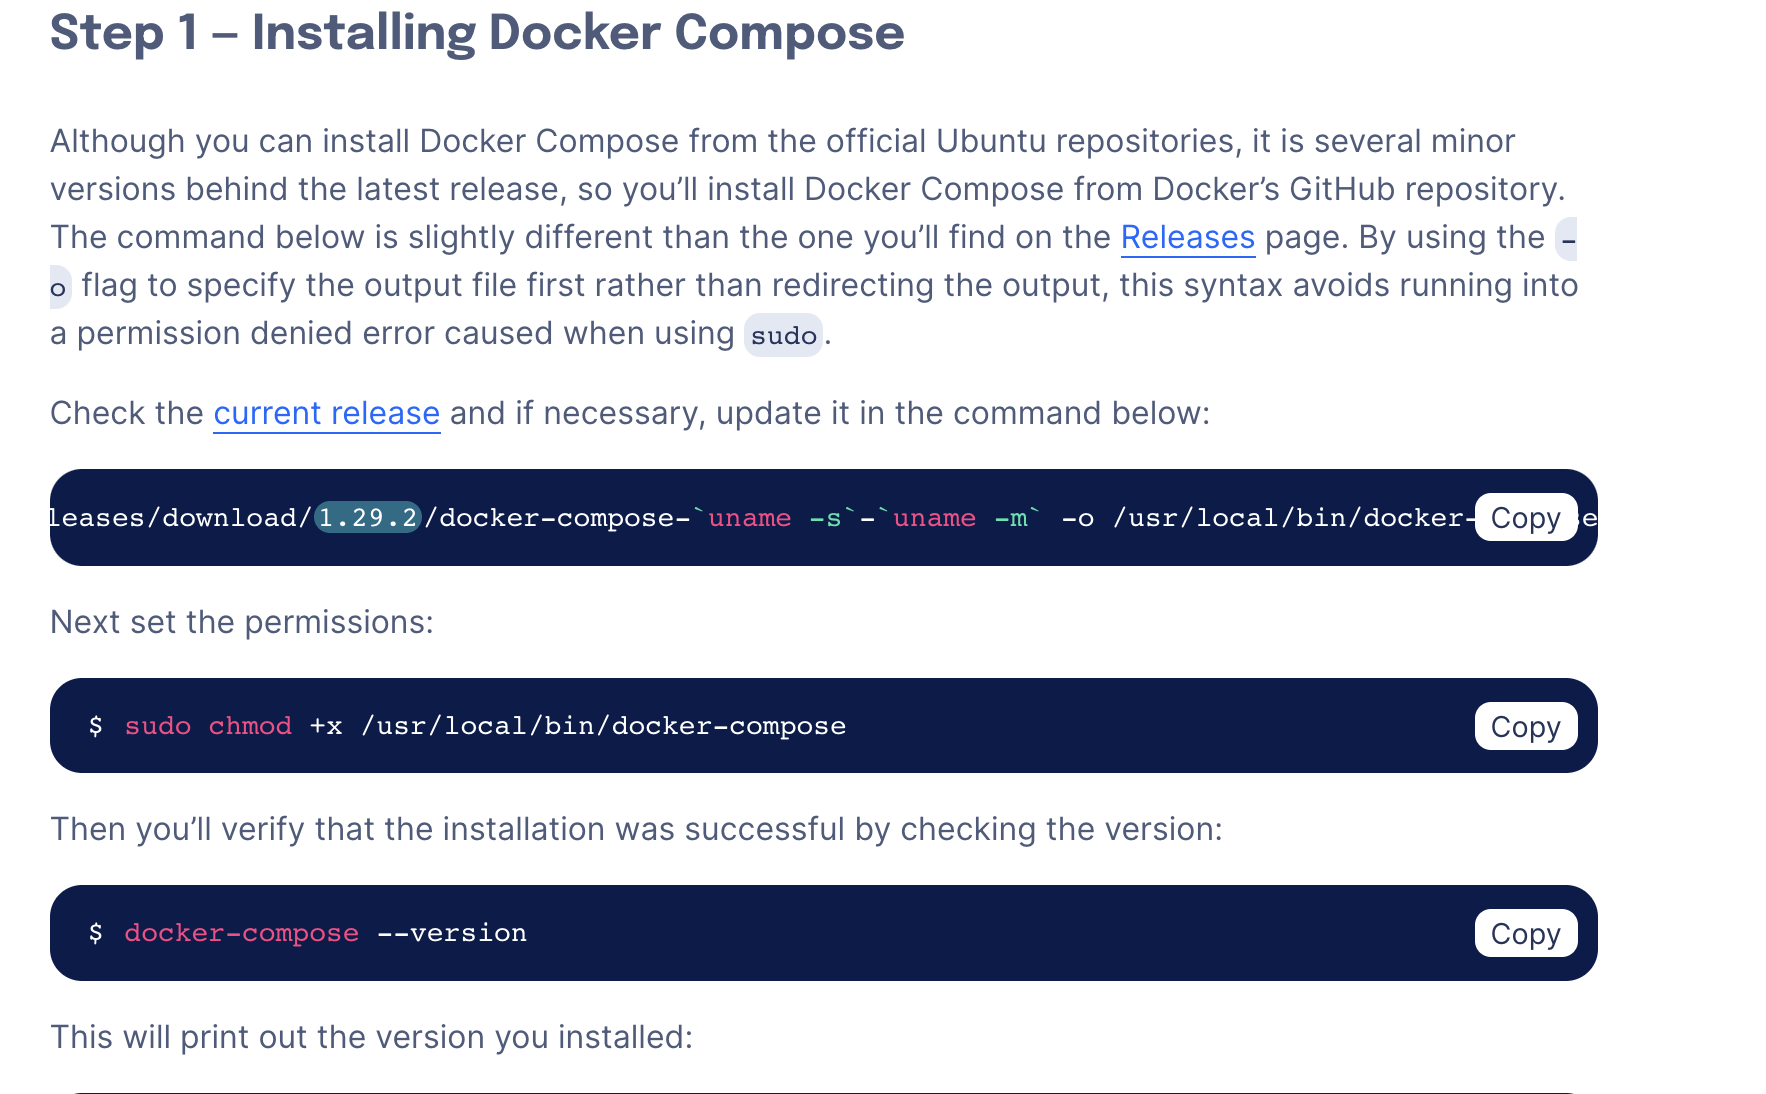 Step 1 — Installing Docker Compose
Although you can install Docker Compose from the official Ubuntu repositories, it is several minor
versions behind the latest release, so you’ll install Docker Compose from Docker’s GitHub repository.
The command below is slightly different than the one you’ll find on the Releases page. By using the -
o flag to specify the output file first rather than redirecting the output, this syntax avoids running into
a permission denied error caused when using sudo.
Check the current release and if necessary, update it in the command below:
leases/download/1.29.2/docker-compose-`uname -s`-`uname -m` -o /usr/local/bin/docker- Copy
Next set the permissions:
$ sudo chmod +x /usr/local/bin/docker-compose Copy
Then you’ll verify that the installation was successful by checking the version:
$ docker-compose --version Copy
This will print out the version you installed: